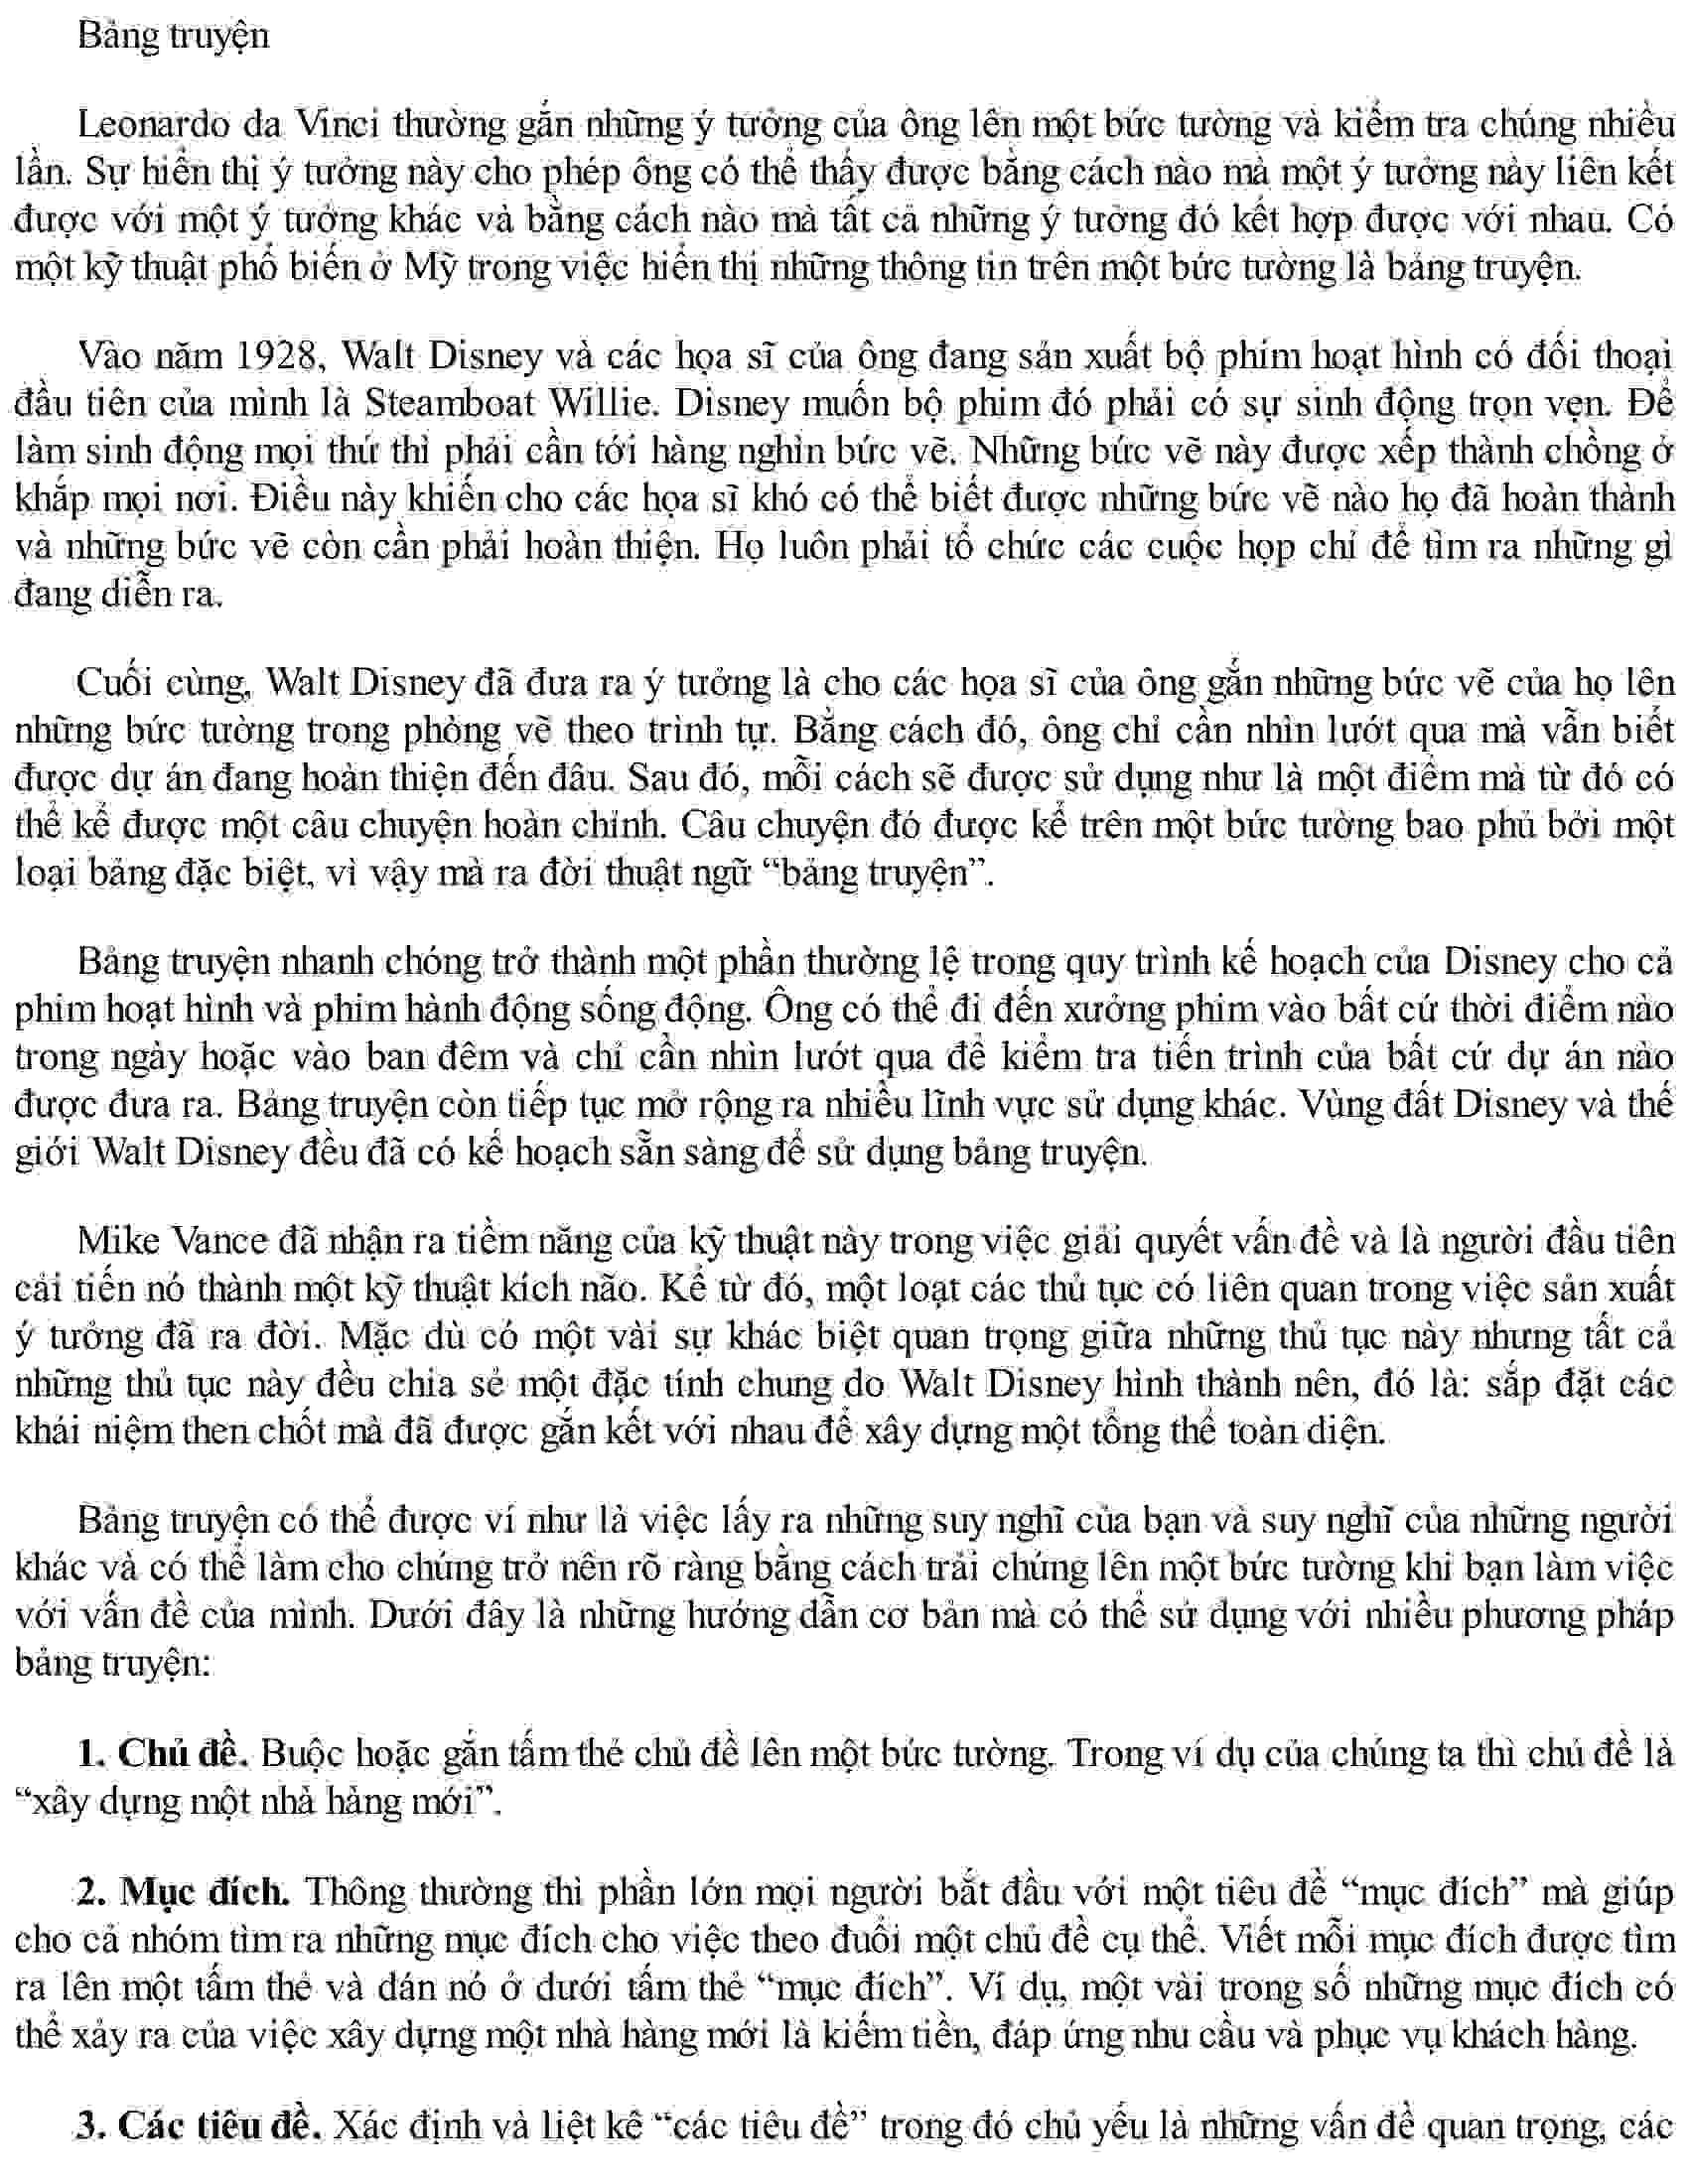 Bảng truyện
Leonardo da Vinci thường gắn những ý tưởng của ông lên một bức tường và kiểm tra chúng nhiều
lần. Sự hiển thị ý tưởng này cho phép ông có thể thấy được bằng cách nào mà một ý tưởng này liên kết
được với một ý tưởng khác và bằng cách nào mà tất cả những ý tưởng đó kết hợp được với nhau. Có
một kỹ thuật phổ biến ở Mỹ trong việc hiển thị những thông tin trên một bức tường là bảng truyện.
Vào năm 1928, Walt Disney và các họa sĩ của ông đang sản xuất bộ phim hoạt hình có đối thoại
đầu tiên của mình là Steamboat Willie. Disney muốn bộ phim đó phải có sự sinh động trọn vẹn. Để
làm sinh động mọi thứ thì phải cần tới hàng nghìn bức vẽ. Những bức vẽ này được xếp thành chồng ở
khắp mọi nơi. Điều này khiến cho các họa sĩ khó có thể biết được những bức vẽ nào họ đã hoàn thành
và những bức vẽ còn cần phải hoàn thiện. Họ luôn phải tổ chức các cuộc họp chỉ để tìm ra những gì
đang diễn ra.
Cuối cùng, Walt Disney đã đưa ra ý tưởng là cho các họa sĩ của ông gắn những bức vẽ của họ lên
những bức tường trong phòng vẽ theo trình tự. Bằng cách đó, ông chỉ cần nhìn lướt qua mà vẫn biết
được dự án đang hoàn thiện đến đâu. Sau đó, mỗi cách sẽ được sử dụng như là một điểm mà từ đó có
thể kể được một câu chuyện hoàn chỉnh. Câu chuyện đó được kể trên một bức tường bao phủ bởi một
loại bảng đặc biệt, vì vậy mà ra đời thuật ngữ “bảng truyện”.
Bảng truyện nhanh chóng trở thành một phần thường lệ trong quy trình kế hoạch của Disney cho cả
phim hoạt hình và phim hành động sống động. Ông có thể đi đến xưởng phim vào bất cứ thời điểm nào
trong ngày hoặc vào ban đêm và chỉ cần nhìn lướt qua để kiểm tra tiến trình của bất cứ dự án nào
được đưa ra. Bảng truyện còn tiếp tục mở rộng ra nhiều lĩnh vực sử dụng khác. Vùng đất Disney và thế
giới Walt Disney đều đã có kế hoạch sẵn sàng để sử dụng bảng truyện.
Mike Vance đã nhận ra tiềm năng của kỹ thuật này trong việc giải quyết vấn đề và là người đầu tiên
cải tiến nó thành một kỹ thuật kích não. Kể từ đó, một loạt các thủ tục có liên quan trong việc sản xuất
ý tưởng đã ra đời. Mặc dù có một vài sự khác biệt quan trọng giữa những thủ tục này nhưng tất cả
những thủ tục này đều chia sẻ một đặc tính chung do Walt Disney hình thành nên, đó là: sắp đặt các
khái niệm then chốt mà đã được gắn kết với nhau để xây dựng một tổng thể toàn diện.
Bảng truyện có thể được ví như là việc lấy ra những suy nghĩ của bạn và suy nghĩ của những người
khác và có thể làm cho chúng trở nên rõ ràng bằng cách trải chúng lên một bức tường khi bạn làm việc
với vấn đề của mình. Dưới đây là những hướng dẫn cơ bản mà có thể sử dụng với nhiều phương pháp
bảng truyện:
1. Chủ đề. Buộc hoặc gắn tấm thẻ chủ đề lên một bức tường. Trong ví dụ của chúng ta thì chủ đề là
“xây dựng một nhà hàng mới”.
2. Mục đích. Thông thường thì phần lớn mọi người bắt đầu với một tiêu đề “mục đích” mà giúp
cho cả nhóm tìm ra những mục đích cho việc theo đuổi một chủ đề cụ thể. Viết mỗi mục đích được tìm
ra lên một tấm thẻ và dán nó ở dưới tấm thẻ “mục đích”. Ví dụ, một vài trong số những mục đích có
thể xảy ra của việc xây dựng một nhà hàng mới là kiếm tiền, đáp ứng nhu cầu và phục vụ khách hàng.
3. Các tiêu đề. Xác định và liệt kê “các tiêu đề” trong đó chủ yếu là những vấn đề quan trọng, các